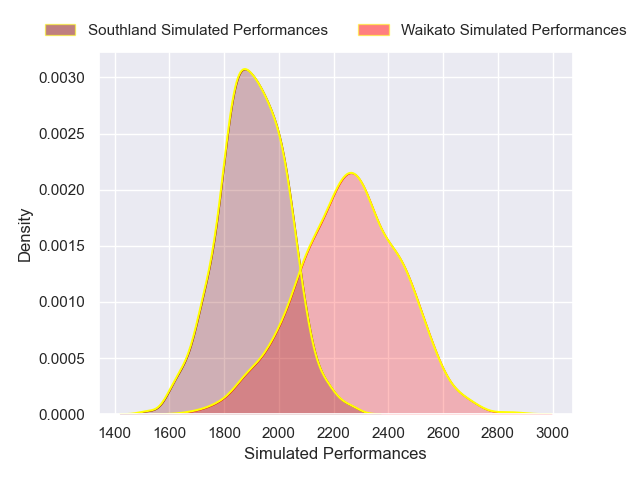 Southland Simulated Performances
Waikato Simulated Performances
0.0030
0.0025
0.0020
0.0015
0.0010
0.0005
0.0000
Density
1400 1600 1800 2000 2200 2400 2600 2800 3000
Simulated Performances